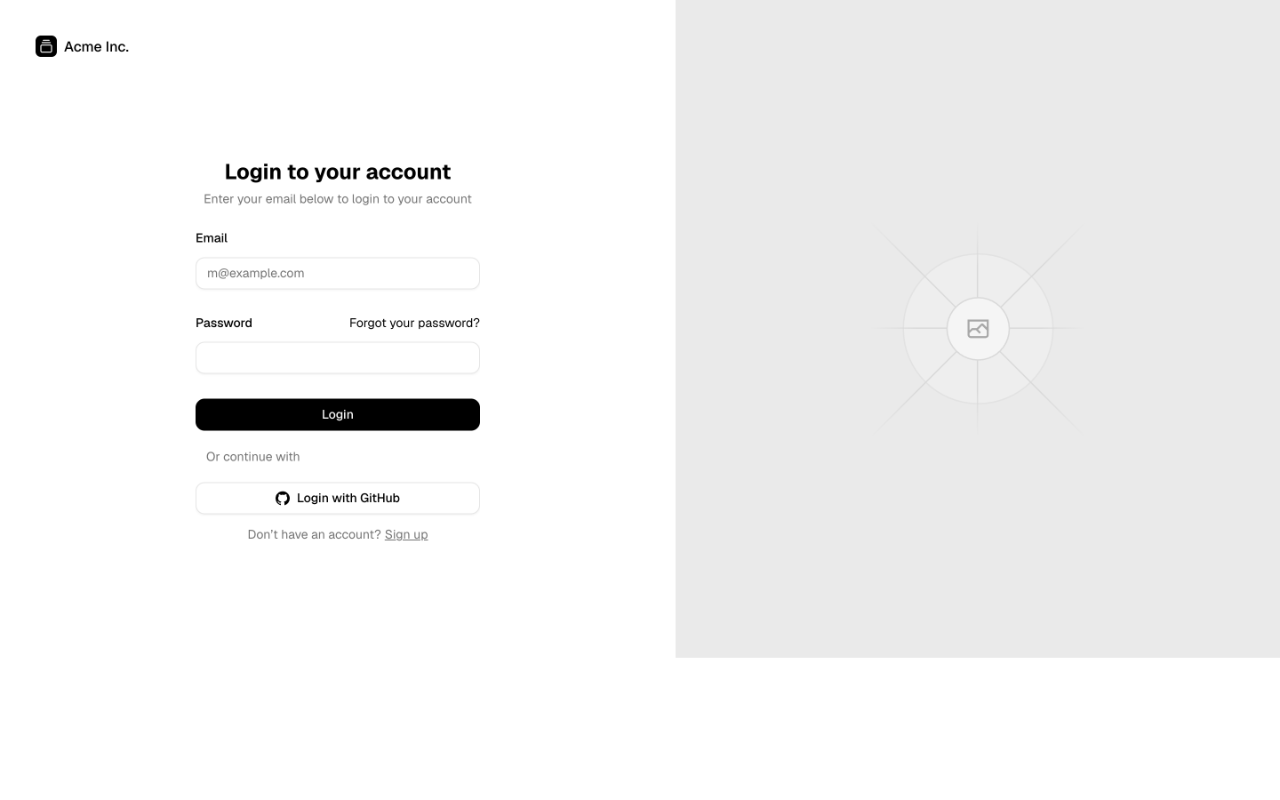 Acme Inc.
Login to your account
Enter your email below to login to your account
Email
m@example.com
Password
Forgot your password?
Login
Or continue with
Login with GitHub
Don't have an account? Sign up